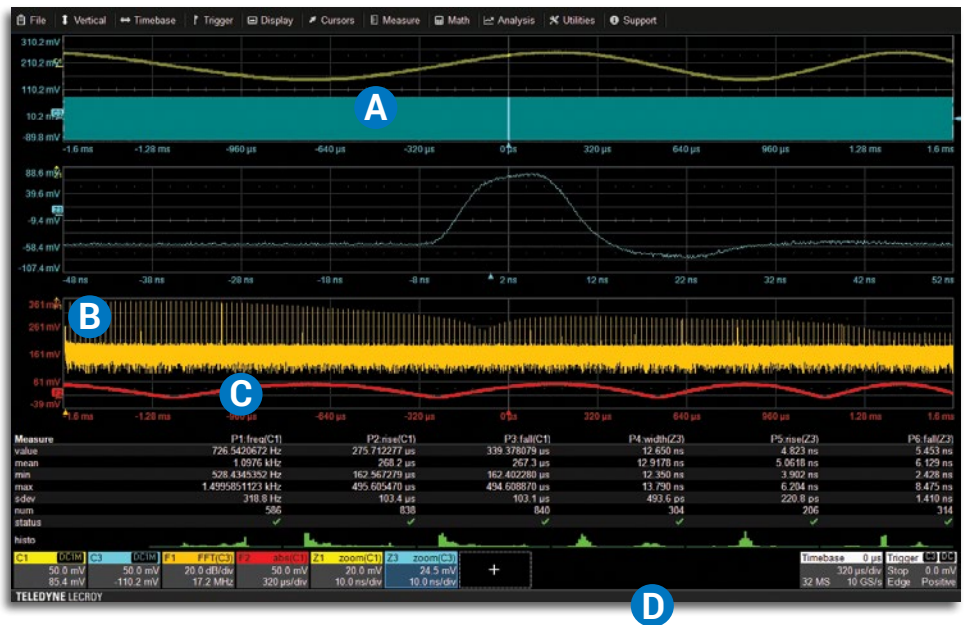 File Vertical Timebase Trigger Display Cursors Measure Math Analysis Utilities Support
310.2 mV
210.2 mV
110.2 mV
10.2 mV
-89.8 mV
A
-1.6 ms -1.28 ms -960 µs -640 µs -320 µs 0 µs 320 µs 640 µs 960 µs 1.28 ms 1.6 ms
88.6 mV
39.6 mV
-9.4 mV
-58.4 mV
-107.4 mV
-48 ns -38 ns -28 ns -18 ns -8 ns 2 ns 12 ns 22 ns 32 ns 42 ns 52 ns
361 mV
B
261 mV
161 mV
61 mV
C
-39 mV
-1.6 ms -1.28 ms -960 µs -640 µs -320 µs 0 µs 320 µs 640 µs 960 µs 1.28 ms 1.6 ms
Measure P1:freq(C1) P2:rise(C1) P3:fall(C1) P4:width(Z3) P5:rise(Z3) P6:fall(Z3)
value 726.5420672 Hz 275.712277 µs 339.378079 µs 12.650 ns 4.823 ns 5.453 ns
mean 1.0976 kHz 268.2 µs 267.3 µs 12.9178 ns 5.0618 ns 6.129 ns
min 528.4345352 Hz 162.567279 µs 162.402280 µs 12.350 ns 3.902 ns 2.428 ns
max 1.4995851123 kHz 495.605470 µs 494.608870 µs 13.790 ns 6.204 ns 8.475 ns
sdev 318.8 Hz 103.4 µs 103.1 µs 493.6 ps 220.8 ps 1.410 ns
num 586 838 840 304 206 314
status
histo
C1 DC1M C3 DC1M F1 FFT(C3) F2 abs(C1) Z1 zoom(C1) Z3 zoom(C3) Timebase 0 µs Trigger C3 DC
50.0 mV 50.0 mV 20.0 dB/div 50.0 mV 20.0 mV 24.5 mV + 320 µs/div Stop 0.0 mV
85.4 mV -110.2 mV 17.2 MHz 320 µs/div 10.0 ns/div 10.0 ns/div 32 MS 10 GS/s Edge Positive
TELEDYNE LECROY
D